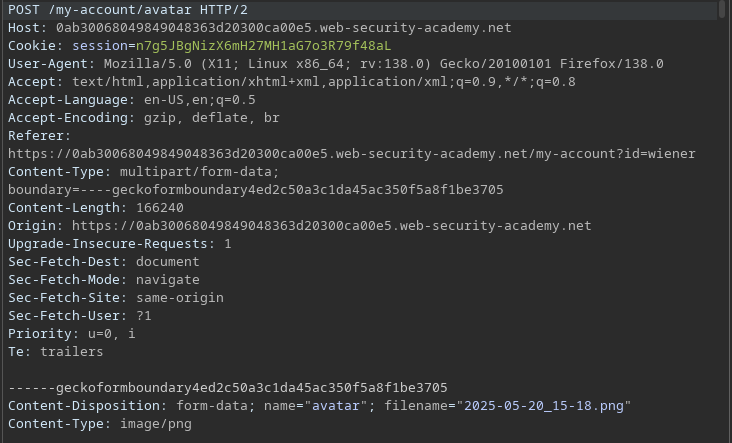 POST /my-account/avatar HTTP/2
Host: 0ab30068049849048363d20300ca00e5.web-security-academy.net
Cookie: session=n7g5JBgNizX6mH27MH1aG7o3R79f48aL
User-Agent: Mozilla/5.0 (X11; Linux x86_64; rv:138.0) Gecko/20100101 Firefox/138.0
Accept: text/html,application/xhtml+xml,application/xml;q=0.9,*/*;q=0.8
Accept-Language: en-US,en;q=0.5
Accept-Encoding: gzip, deflate, br
Referer:
https://0ab30068049849048363d20300ca00e5.web-security-academy.net/my-account?id=wiener
Content-Type: multipart/form-data;
boundary=----geckoformboundary4ed2c50a3c1da45ac350f5a8f1be3705
Content-Length: 166240
Origin: https://0ab30068049849048363d20300ca00e5.web-security-academy.net
Upgrade-Insecure-Requests: 1
Sec-Fetch-Dest: document
Sec-Fetch-Mode: navigate
Sec-Fetch-Site: same-origin
Sec-Fetch-User: ?1
Priority: u=0, i
Te: trailers
------geckoformboundary4ed2c50a3c1da45ac350f5a8f1be3705
Content-Disposition: form-data; name="avatar"; filename="2025-05-20_15-18.png"
Content-Type: image/png